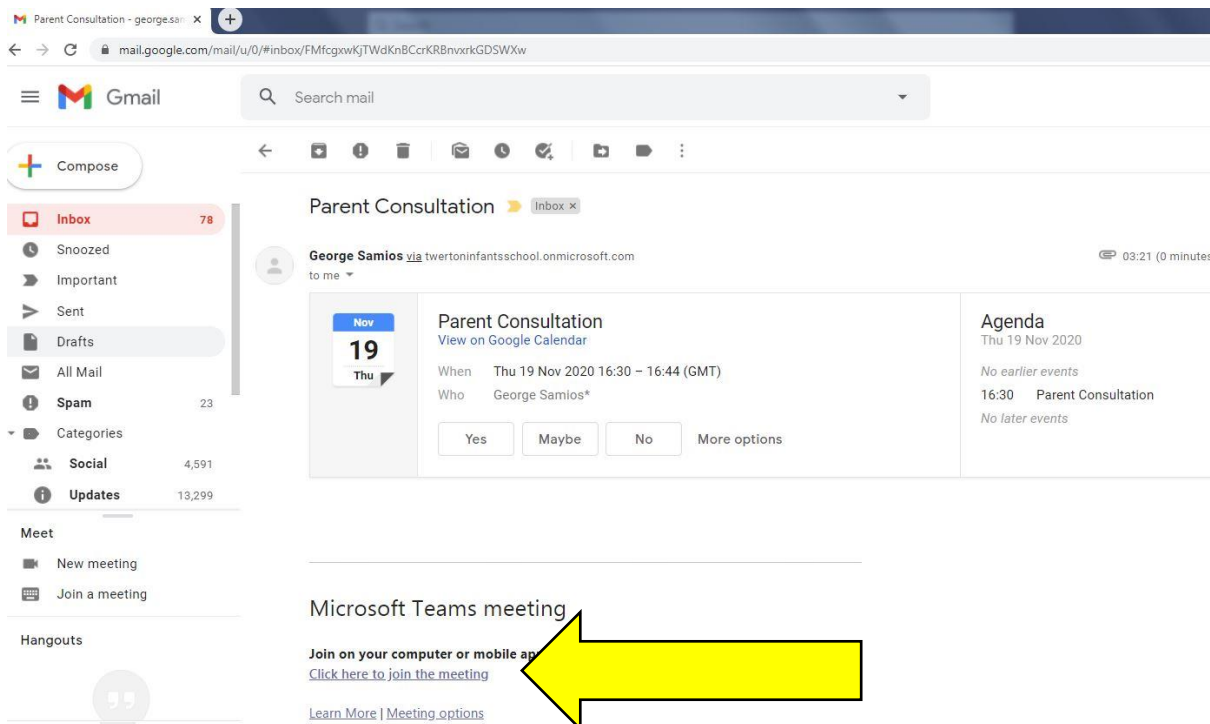 Parent Consultation - george.san
mail.google.com/mail/u/0/#inbox/FMfcgxwKjTWdKnBCcrKRBnvxrkGDSWXw
Gmail
Search mail
Compose
Inbox 78
Snoozed
Important
Sent
Drafts
All Mail
Spam 23
Categories
Social 4,591
Updates 13,299
Meet
New meeting
Join a meeting
Hangouts
Parent Consultation Inbox ×
George Samios via twertoninfantsschool.onmicrosoft.com 03:21 (0 minutes
to me
Nov
19
Thu
Parent Consultation
View on Google Calendar
When Thu 19 Nov 2020 16:30 – 16:44 (GMT)
Who George Samios*
Yes Maybe No More options
Agenda
Thu 19 Nov 2020
No earlier events
16:30 Parent Consultation
No later events
Microsoft Teams meeting
Join on your computer or mobile
Click here to join the meeting
Learn More | Meeting options